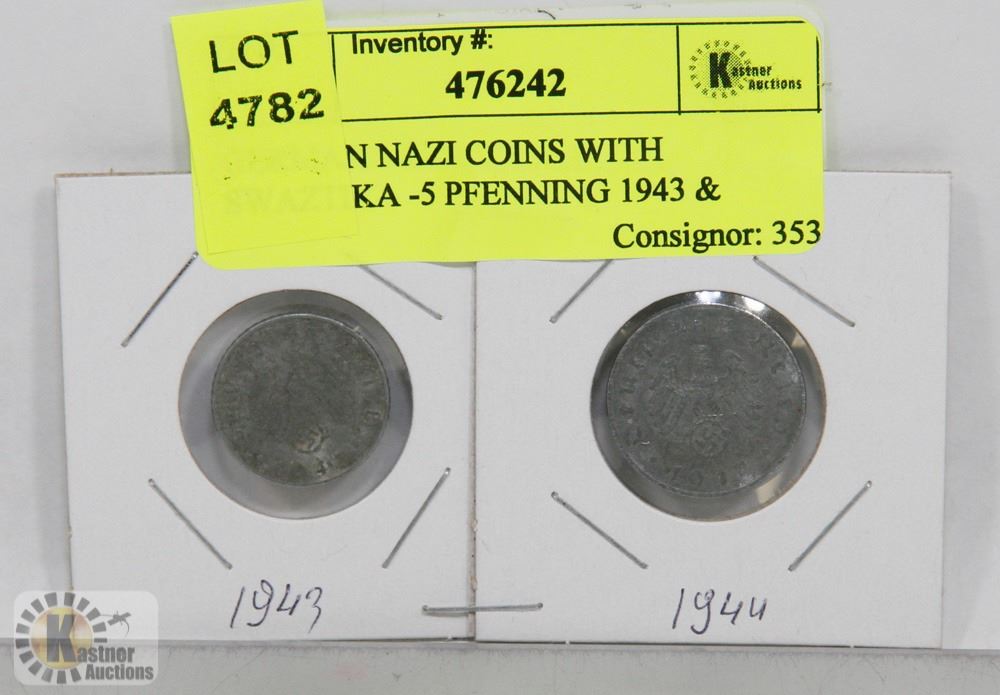 LOT
4782
Inventory #:
476242
Kastner
Auctions
N NAZI COINS WITH
KA -5 PFENNING 1943 &
Consignor: 353
1943
1944
Kastner
Auctions